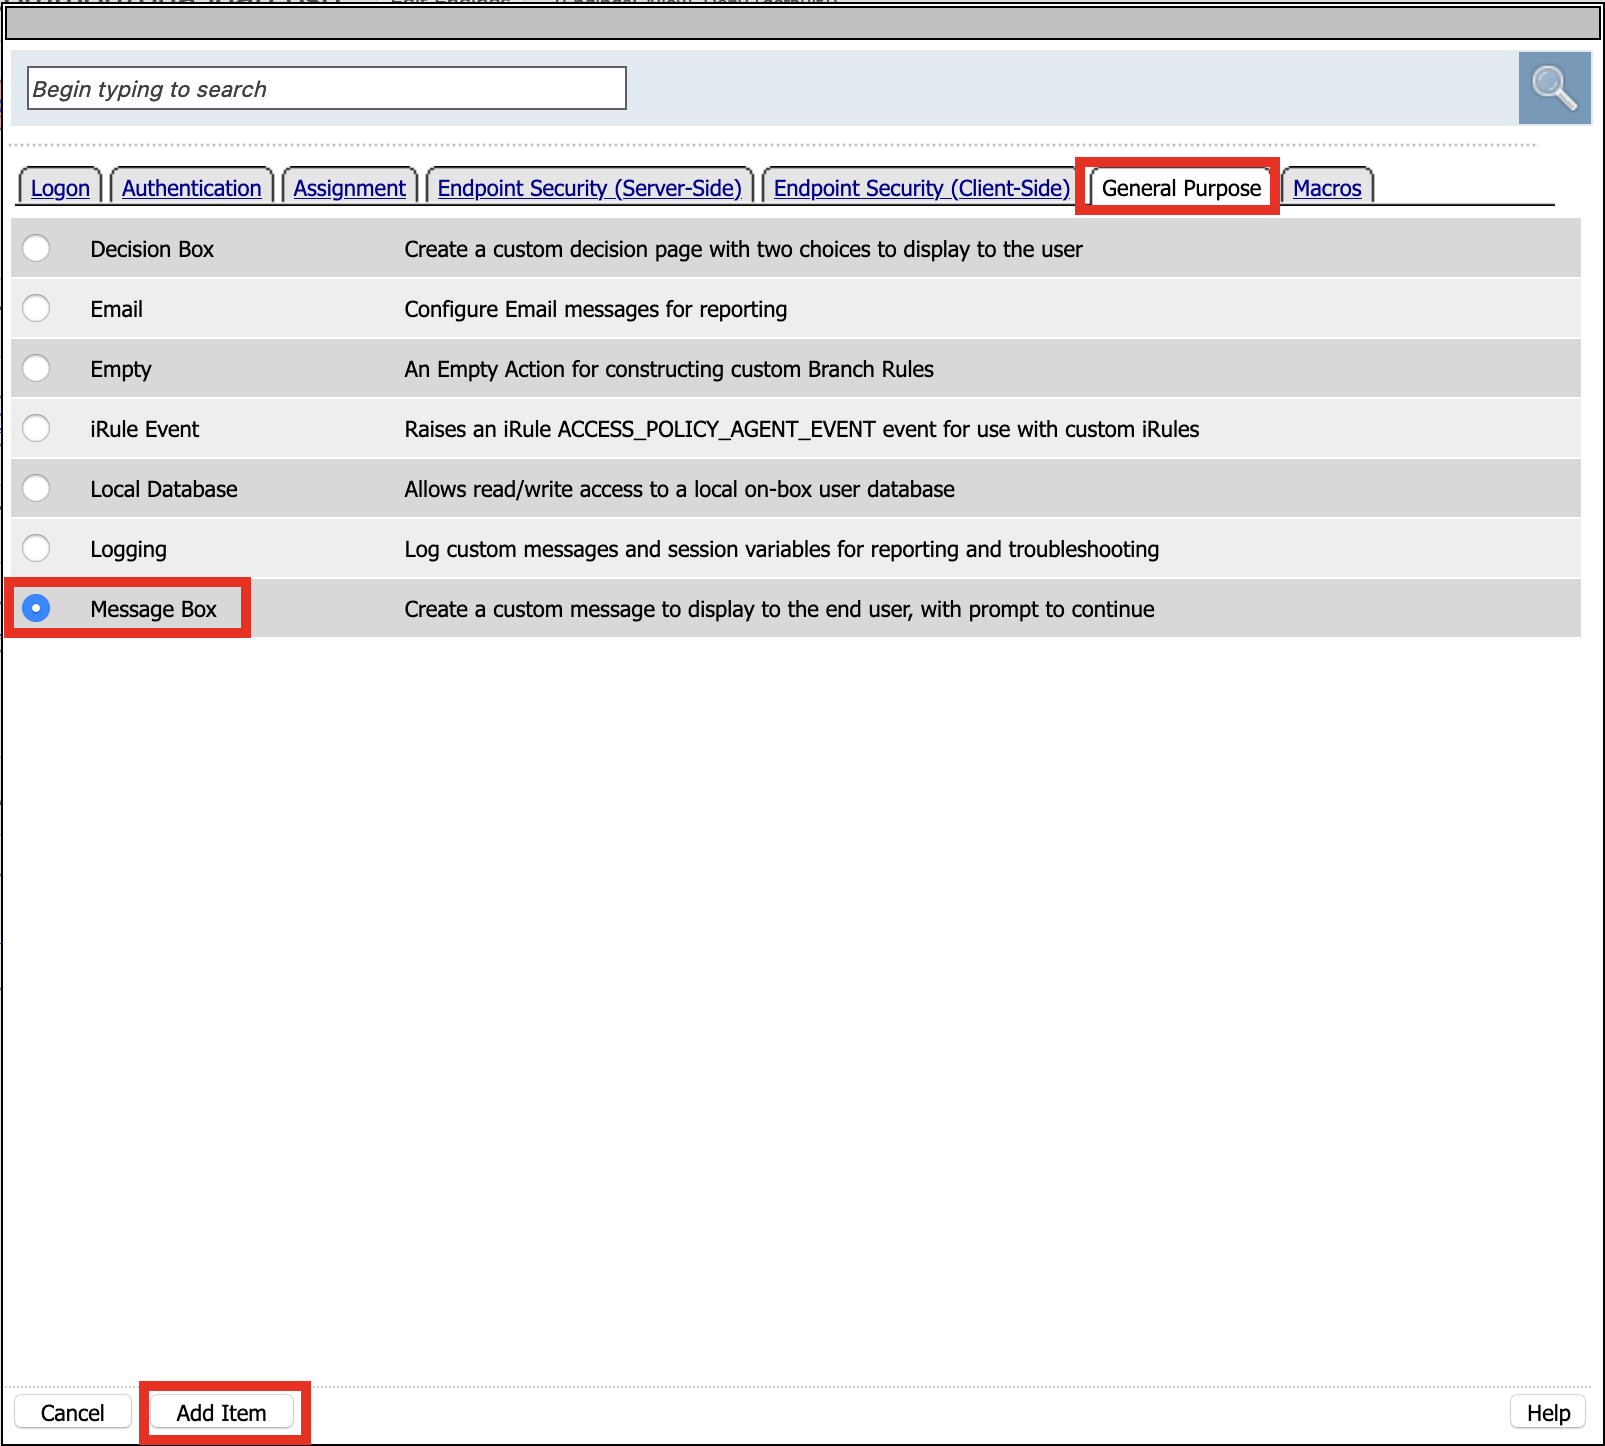 Begin typing to search
Logon Authentication Assignment Endpoint Security (Server-Side) Endpoint Security (Client-Side) General Purpose Macros
Decision Box Create a custom decision page with two choices to display to the user
Email Configure Email messages for reporting
Empty An Empty Action for constructing custom Branch Rules
iRule Event Raises an iRule ACCESS_POLICY_AGENT_EVENT event for use with custom iRules
Local Database Allows read/write access to a local on-box user database
Logging Log custom messages and session variables for reporting and troubleshooting
Message Box Create a custom message to display to the end user, with prompt to continue
Cancel Add Item Help